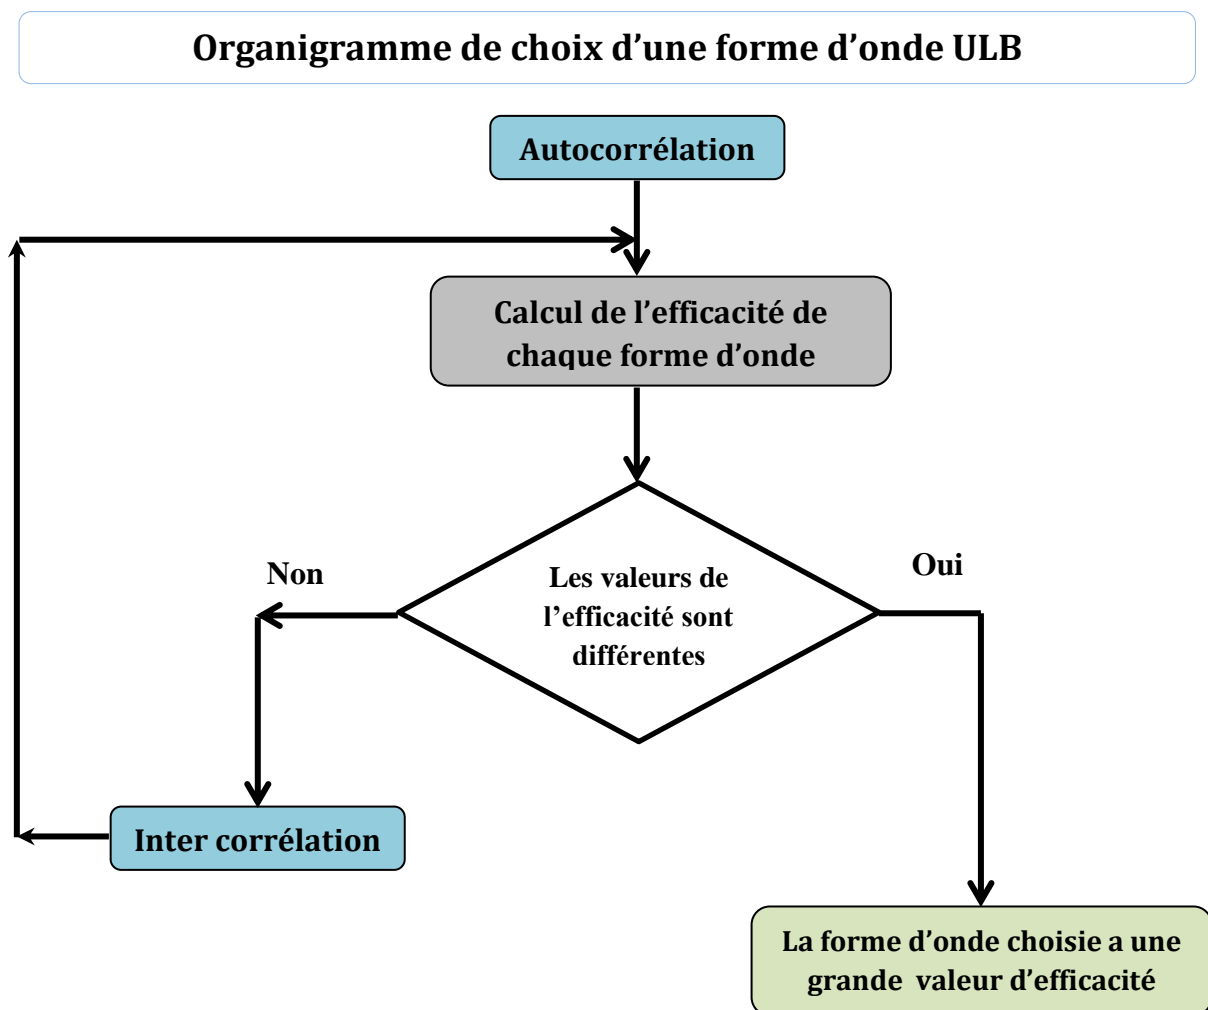 Organigramme de choix d’une forme d’onde ULB
Autocorrélation
Calcul de l’efficacité de
chaque forme d’onde
Non
Les valeurs de
l’efficacité sont
différentes
Oui
Inter corrélation
La forme d’onde choisie a une
grande valeur d’efficacité